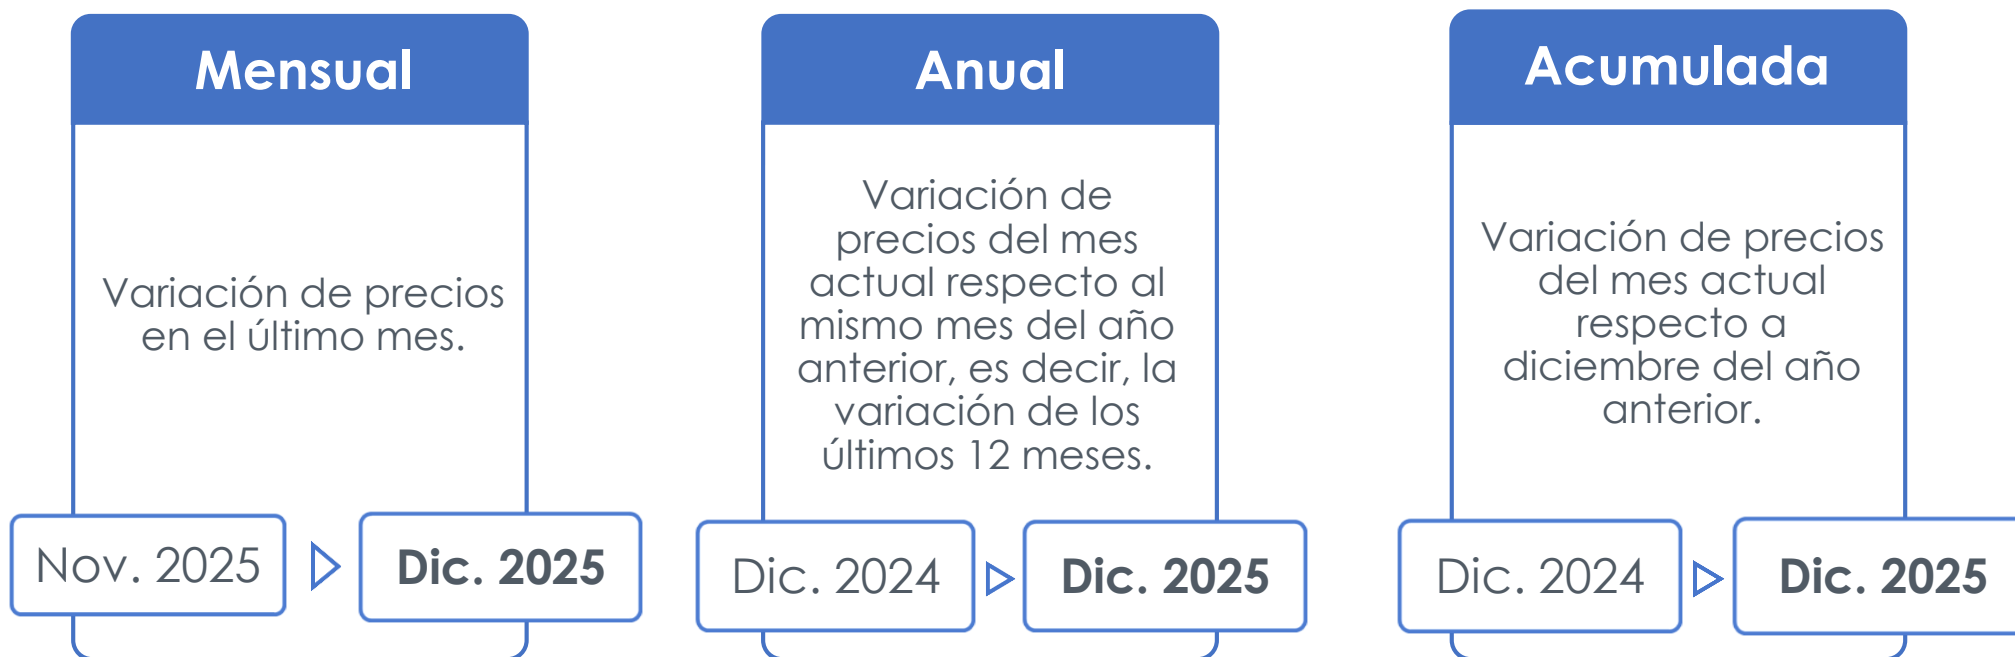 Mensual
Variación de precios
en el último mes.
Nov. 2025
Dic. 2025
Anual
Variación de
precios del mes
actual respecto al
mismo mes del año
anterior, es decir, la
variación de los
últimos 12 meses.
Dic. 2024
Dic. 2025
Acumulada
Variación de precios
del mes actual
respecto a
diciembre del año
anterior.
Dic. 2024
Dic. 2025